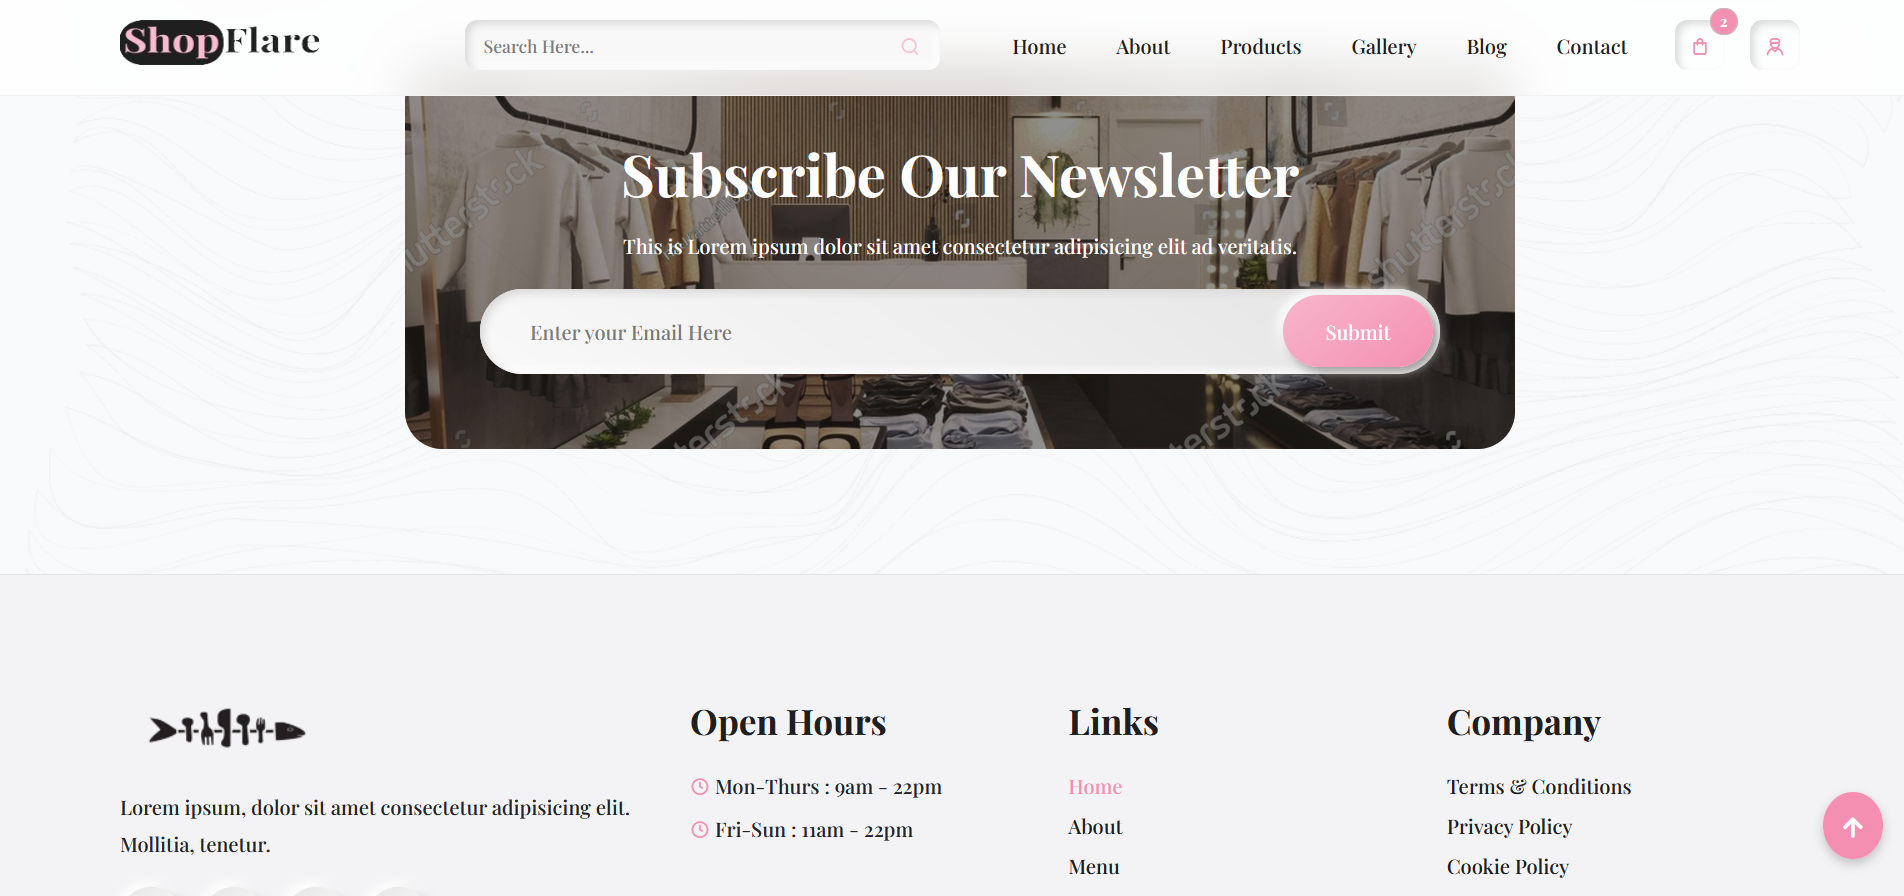 ShopFlare
Search Here...
Home
About
Products
Gallery
Blog
Contact
2
Subscribe Our Newsletter
This is Lorem ipsum dolor sit amet consectetur adipisicing elit ad veritatis.
Enter your Email Here
Submit
Open Hours
Links
Company
Lorem ipsum, dolor sit amet consectetur adipisicing elit.
Mollitia, tenetur.
Mon-Thurs : 9am - 22pm
Fri-Sun : 11am - 22pm
Home
About
Menu
Terms & Conditions
Privacy Policy
Cookie Policy